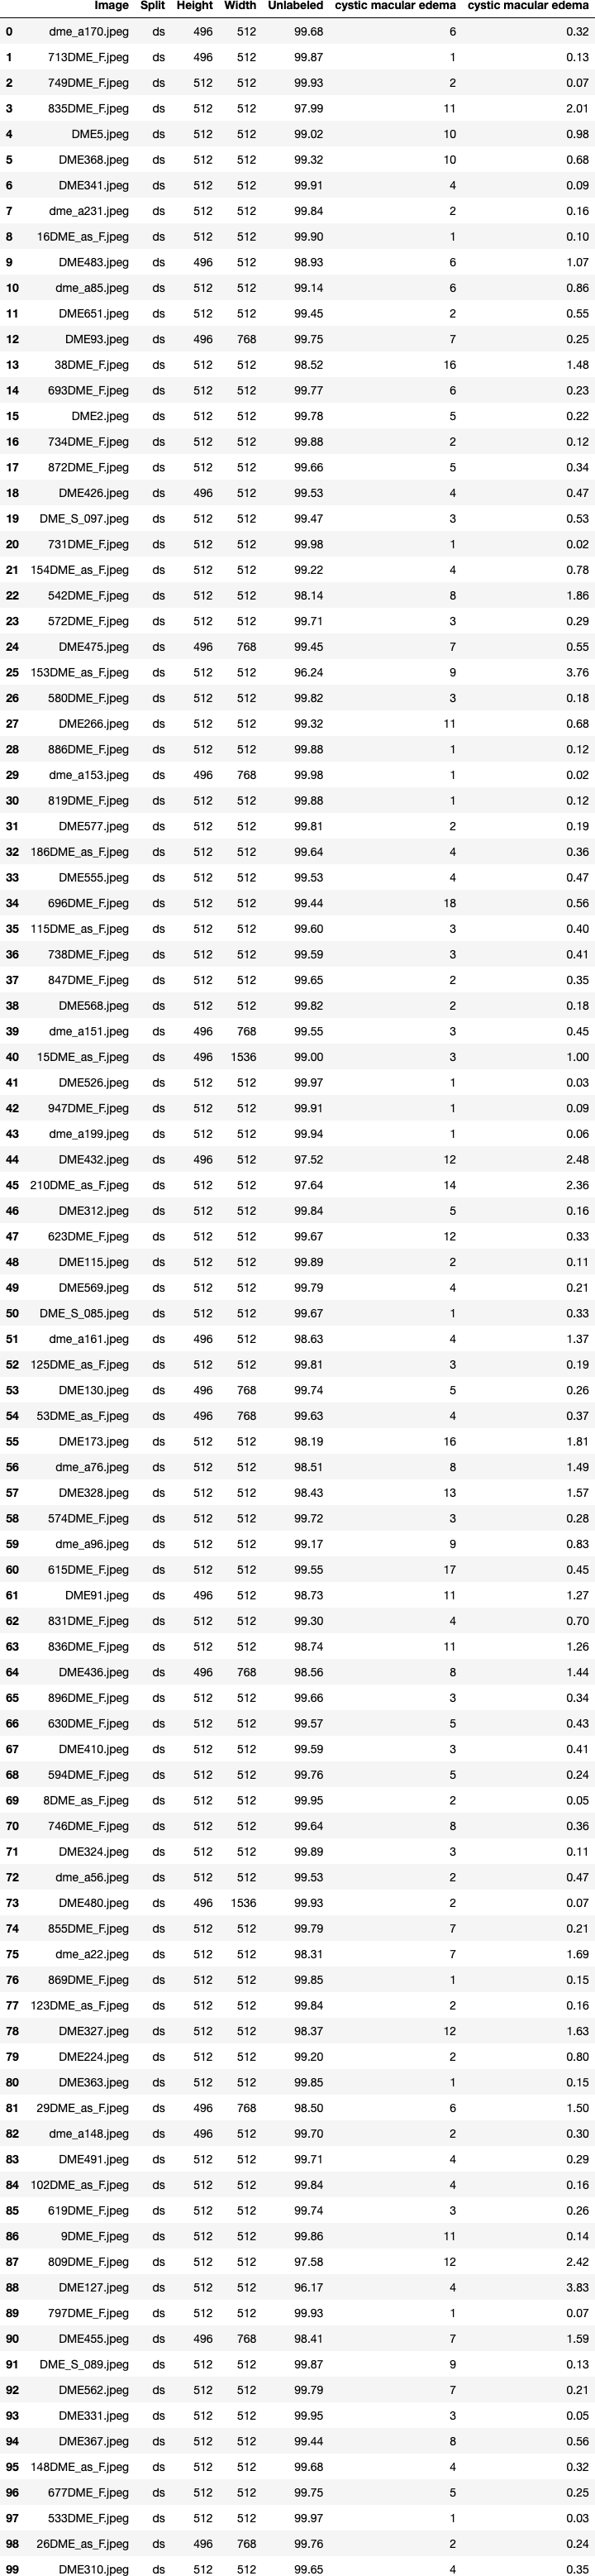 Image Split Height Width Unlabeled cystic macular edema cystic macular edema
0 dme_a170.jpeg ds 496 512 99.68 6 0.32
1 713DME_F.jpeg ds 496 512 99.87 1 0.13
2 749DME_F.jpeg ds 512 512 99.93 2 0.07
3 835DME_F.jpeg ds 512 512 97.99 11 2.01
4 DME5.jpeg ds 512 512 99.02 10 0.98
5 DME368.jpeg ds 512 512 99.32 10 0.68
6 DME341.jpeg ds 512 512 99.91 4 0.09
7 dme_a231.jpeg ds 512 512 99.84 2 0.16
8 16DME_as_F.jpeg ds 512 512 99.90 1 0.10
9 DME483.jpeg ds 496 512 98.93 6 1.07
10 dme_a85.jpeg ds 512 512 99.14 6 0.86
11 DME651.jpeg ds 512 512 99.45 2 0.55
12 DME93.jpeg ds 496 768 99.75 7 0.25
13 38DME_F.jpeg ds 512 512 98.52 16 1.48
14 693DME_F.jpeg ds 512 512 99.77 6 0.23
15 DME2.jpeg ds 512 512 99.78 5 0.22
16 734DME_F.jpeg ds 512 512 99.88 2 0.12
17 872DME_F.jpeg ds 512 512 99.66 5 0.34
18 DME426.jpeg ds 496 512 99.53 4 0.47
19 DME_S_097.jpeg ds 512 512 99.47 3 0.53
20 731DME_F.jpeg ds 512 512 99.98 1 0.02
21 154DME_as_F.jpeg ds 512 512 99.22 4 0.78
22 542DME_F.jpeg ds 512 512 98.14 8 1.86
23 572DME_F.jpeg ds 512 512 99.71 3 0.29
24 DME475.jpeg ds 496 768 99.45 7 0.55
25 153DME_as_F.jpeg ds 512 512 96.24 9 3.76
26 580DME_F.jpeg ds 512 512 99.82 3 0.18
27 DME266.jpeg ds 512 512 99.32 11 0.68
28 886DME_F.jpeg ds 512 512 99.88 1 0.12
29 dme_a153.jpeg ds 496 768 99.98 1 0.02
30 819DME_F.jpeg ds 512 512 99.88 1 0.12
31 DME577.jpeg ds 512 512 99.81 2 0.19
32 186DME_as_F.jpeg ds 512 512 99.64 4 0.36
33 DME555.jpeg ds 512 512 99.53 4 0.47
34 696DME_F.jpeg ds 512 512 99.44 18 0.56
35 115DME_as_F.jpeg ds 512 512 99.60 3 0.40
36 738DME_F.jpeg ds 512 512 99.59 3 0.41
37 847DME_F.jpeg ds 512 512 99.65 2 0.35
38 DME568.jpeg ds 512 512 99.82 2 0.18
39 dme_a151.jpeg ds 496 768 99.55 3 0.45
40 15DME_as_F.jpeg ds 496 1536 99.00 3 1.00
41 DME526.jpeg ds 512 512 99.97 1 0.03
42 947DME_F.jpeg ds 512 512 99.91 1 0.09
43 dme_a199.jpeg ds 512 512 99.94 1 0.06
44 DME432.jpeg ds 496 512 97.52 12 2.48
45 210DME_as_F.jpeg ds 512 512 97.64 14 2.36
46 DME312.jpeg ds 512 512 99.84 5 0.16
47 623DME_F.jpeg ds 512 512 99.67 12 0.33
48 DME115.jpeg ds 512 512 99.89 2 0.11
49 DME569.jpeg ds 512 512 99.79 4 0.21
50 DME_S_085.jpeg ds 512 512 99.67 1 0.33
51 dme_a161.jpeg ds 496 512 98.63 4 1.37
52 125DME_as_F.jpeg ds 512 512 99.81 3 0.19
53 DME130.jpeg ds 496 768 99.74 5 0.26
54 53DME_as_F.jpeg ds 496 768 99.63 4 0.37
55 DME173.jpeg ds 512 512 98.19 16 1.81
56 dme_a76.jpeg ds 512 512 98.51 8 1.49
57 DME328.jpeg ds 512 512 98.43 13 1.57
58 574DME_F.jpeg ds 512 512 99.72 3 0.28
59 dme_a96.jpeg ds 512 512 99.17 9 0.83
60 615DME_F.jpeg ds 512 512 99.55 17 0.45
61 DME91.jpeg ds 496 512 98.73 11 1.27
62 831DME_F.jpeg ds 512 512 99.30 4 0.70
63 836DME_F.jpeg ds 512 512 98.74 11 1.26
64 DME436.jpeg ds 496 768 98.56 8 1.44
65 896DME_F.jpeg ds 512 512 99.66 3 0.34
66 630DME_F.jpeg ds 512 512 99.57 5 0.43
67 DME410.jpeg ds 512 512 99.59 3 0.41
68 594DME_F.jpeg ds 512 512 99.76 5 0.24
69 8DME_as_F.jpeg ds 512 512 99.95 2 0.05
70 746DME_F.jpeg ds 512 512 99.64 8 0.36
71 DME324.jpeg ds 512 512 99.89 3 0.11
72 dme_a56.jpeg ds 512 512 99.53 2 0.47
73 DME480.jpeg ds 496 1536 99.93 2 0.07
74 855DME_F.jpeg ds 512 512 99.79 7 0.21
75 dme_a22.jpeg ds 512 512 98.31 7 1.69
76 869DME_F.jpeg ds 512 512 99.85 1 0.15
77 123DME_as_F.jpeg ds 512 512 99.84 2 0.16
78 DME327.jpeg ds 512 512 98.37 12 1.63
79 DME224.jpeg ds 512 512 99.20 2 0.80
80 DME363.jpeg ds 512 512 99.85 1 0.15
81 29DME_as_F.jpeg ds 496 768 98.50 6 1.50
82 dme_a148.jpeg ds 496 512 99.70 2 0.30
83 DME491.jpeg ds 512 512 99.71 4 0.29
84 102DME_as_F.jpeg ds 512 512 99.84 4 0.16
85 619DME_F.jpeg ds 512 512 99.74 3 0.26
86 9DME_F.jpeg ds 512 512 99.86 11 0.14
87 809DME_F.jpeg ds 512 512 97.58 12 2.42
88 DME127.jpeg ds 512 512 96.17 4 3.83
89 797DME_F.jpeg ds 512 512 99.93 1 0.07
90 DME455.jpeg ds 496 768 98.41 7 1.59
91 DME_S_089.jpeg ds 512 512 99.87 9 0.13
92 DME562.jpeg ds 512 512 99.79 7 0.21
93 DME331.jpeg ds 512 512 99.95 3 0.05
94 DME367.jpeg ds 512 512 99.44 8 0.56
95 148DME_as_F.jpeg ds 512 512 99.68 4 0.32
96 677DME_F.jpeg ds 512 512 99.75 5 0.25
97 533DME_F.jpeg ds 512 512 99.97 1 0.03
98 26DME_as_F.jpeg ds 496 768 99.76 2 0.24
99 DME310.jpeg ds 512 512 99.65 4 0.35